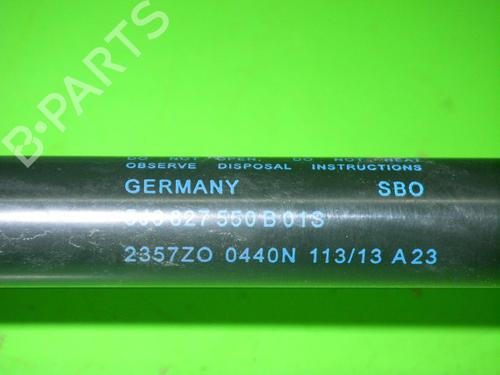 DO NOT OPEN. DO NOT HEAT
OBSERVE DISPOSAL INSTRUCTIONS
GERMANY SBO
5J9 827 550 B 01S
2357ZO 0440N 113/13 A23
B-PARTS